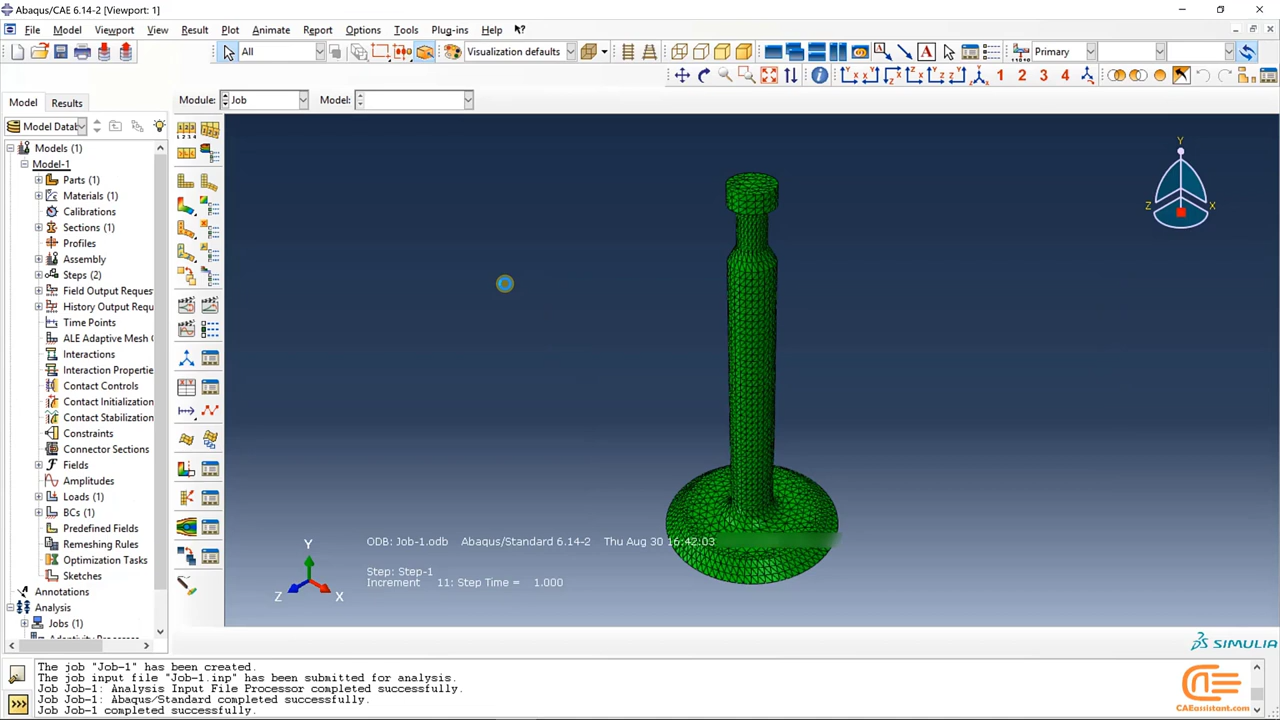 Abaqus/CAE 6.14-2 [Viewport: 1]
File Model Viewport View Result Plot Animate Report Options Tools Plug-ins Help
All Visualization defaults Primary
1 2 3 4
Model Results Module: Job Model:
Model Datab
Models (1)
Model-1
Parts (1)
Materials (1)
Calibrations
Sections (1)
Profiles
Assembly
Steps (2)
Field Output Reques
History Output Requ
Time Points
ALE Adaptive Mesh C
Interactions
Interaction Propertie
Contact Controls
Contact Initialization
Contact Stabilization
Constraints
Connector Sections
Fields
Amplitudes
Loads (1)
BCs (1)
Predefined Fields
Remeshing Rules
Optimization Tasks
Sketches
Annotations
Analysis
Jobs (1)
Adaptivity Processes
Y
Z X
ODB: Job-1.odb Abaqus/Standard 6.14-2 Thu Aug 30 16:42:03
Step: Step-1
Increment 11: Step Time = 1.000
Y
Z X
SIMULIA
The job "Job-1" has been created.
The job input file "Job-1.inp" has been submitted for analysis.
Job Job-1: Analysis Input File Processor completed successfully.
Job Job-1: Abaqus/Standard completed successfully.
Job Job-1 completed successfully.
CAEassistant.com